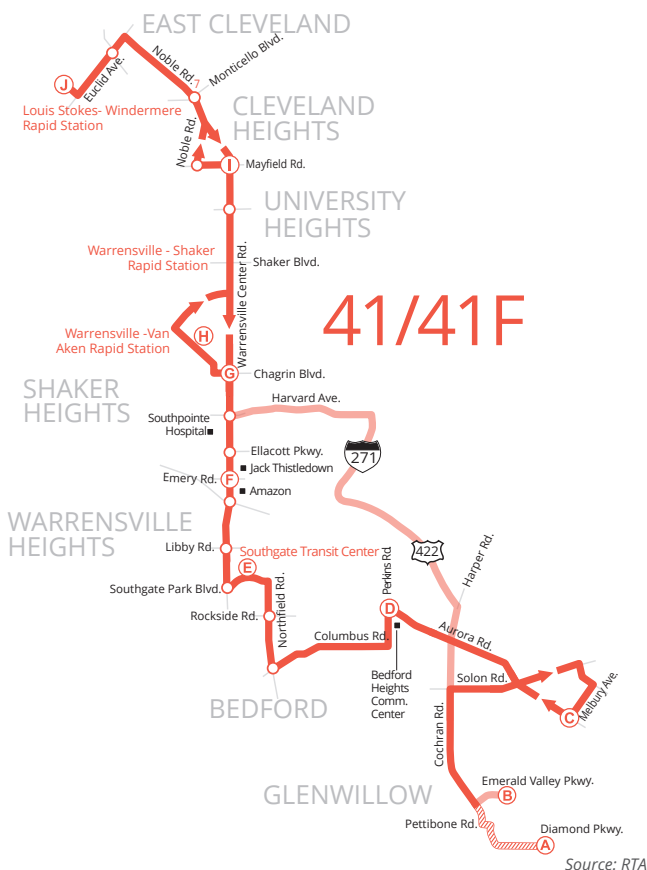 EAST CLEVELAND
Noble Rd.
7
Monticello Blvd.
J
Euclid Ave.
Louis Stokes- Windermere
Rapid Station
CLEVELAND
HEIGHTS
Noble Rd.
I
Mayfield Rd.
UNIVERSITY
HEIGHTS
Warrensville - Shaker
Rapid Station
Shaker Blvd.
Warrensville Center Rd.
41/41F
Warrensville -Van
Aken Rapid Station
H
G
Chagrin Blvd.
SHAKER
HEIGHTS
Harvard Ave.
Southpointe
Hospital
271
Ellacott Pkwy.
Jack Thistledown
Emery Rd.
F
Amazon
WARRENSVILLE
HEIGHTS
422
Harper Rd.
Libby Rd.
Southgate Transit Center
E
Perkins Rd.
Southgate Park Blvd.
Northfield Rd.
Rockside Rd.
D
Columbus Rd.
Aurora Rd.
Bedford
Heights
Comm.
Center
Solon Rd.
Melbury Ave.
C
BEDFORD
Cochran Rd.
GLENWILLOW
Emerald Valley Pkwy.
B
Pettibone Rd.
Diamond Pkwy.
A
Source: RTA